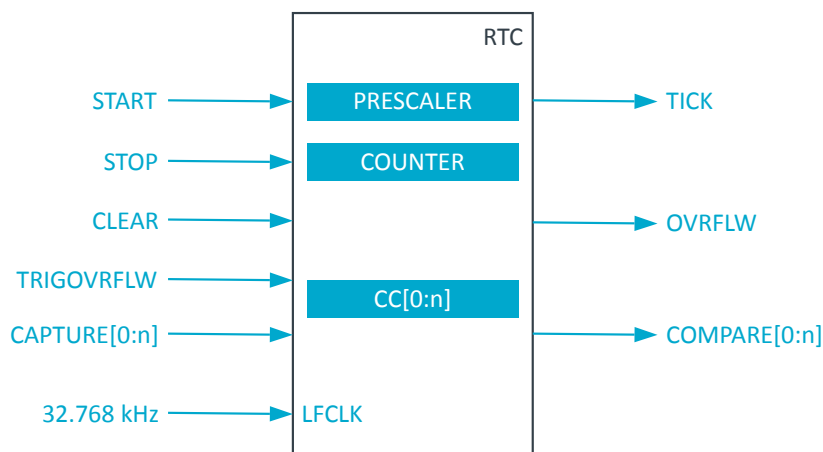 RTC
START
PRESCALER
TICK
STOP
COUNTER
CLEAR
OVRFLW
TRIGOVRFLW
CC[0:n]
CAPTURE[0:n]
COMPARE[0:n]
32.768 kHz
LFCLK